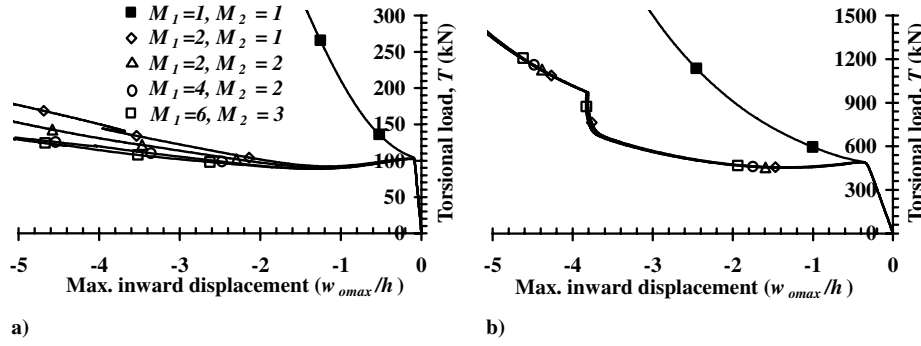 M1=1, M2 = 1
M1=2, M2 = 1
M1=2, M2 = 2
M1=4, M2 = 2
M1=6, M2 = 3
300
250
200
150
100
50
0
Torsional load, T (kN)
-5 -4 -3 -2 -1 0
Max. inward displacement (w omax /h)
a)
1500
1200
900
600
300
0
Torsional load, T (kN)
-5 -4 -3 -2 -1 0
Max. inward displacement (w omax /h)
b)